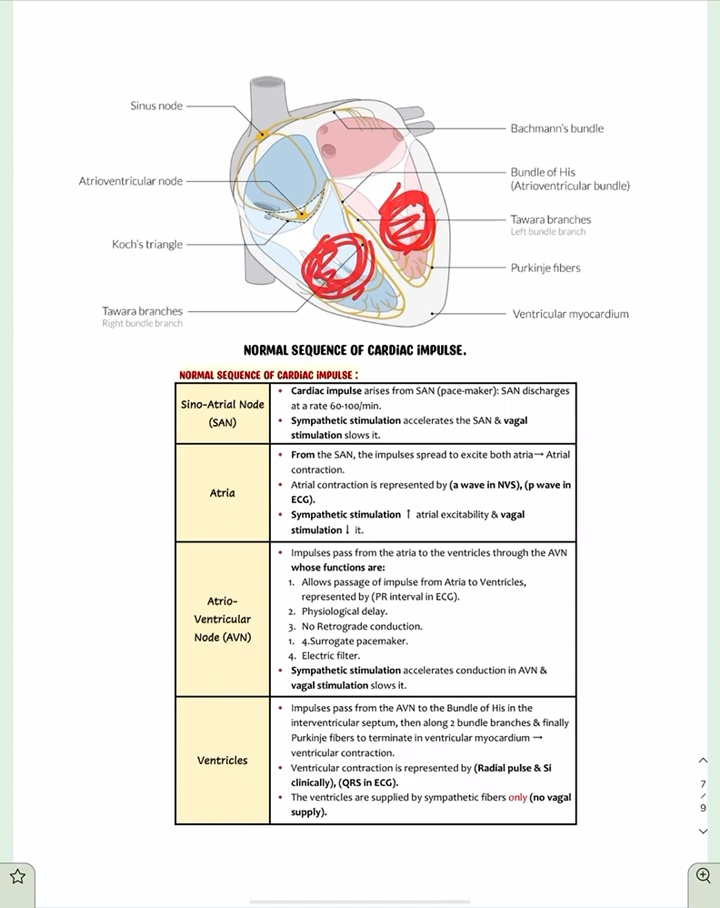 Sinus node
Bachmann's bundle
Bundle of His
(Atrioventricular bundle)
Atrioventricular node
Tawara branches
Left bundle branch
Koch's triangle
Purkinje fibers
Tawara branches
Right bundle branch
Ventricular myocardium
NORMAL SEQUENCE OF CARDIAC IMPULSE.
NORMAL SEQUENCE OF CARDIAC IMPULSE :
Sino-Atrial Node
(SAN)
• Cardiac impulse arises from SAN (pace-maker): SAN discharges
at a rate 60-100/min.
• Sympathetic stimulation accelerates the SAN & vagal
stimulation slows it.
Atria
• From the SAN, the impulses spread to excite both atria→ Atrial
contraction.
• Atrial contraction is represented by (a wave in NVS), (p wave in
ECG).
• Sympathetic stimulation ↑ atrial excitability & vagal
stimulation ↓ it.
Atrio-
Ventricular
Node (AVN)
• Impulses pass from the atria to the ventricles through the AVN
whose functions are:
1. Allows passage of impulse from Atria to Ventricles,
represented by (PR interval in ECG).
2. Physiological delay.
3. No Retrograde conduction.
1. 4.Surrogate pacemaker.
4. Electric filter.
• Sympathetic stimulation accelerates conduction in AVN &
vagal stimulation slows it.
Ventricles
• Impulses pass from the AVN to the Bundle of His in the
interventricular septum, then along 2 bundle branches & finally
Purkinje fibers to terminate in ventricular myocardium →
ventricular contraction.
• Ventricular contraction is represented by (Radial pulse & Si
clinically), (QRS in ECG).
• The ventricles are supplied by sympathetic fibers only (no vagal
supply).
7
/
9